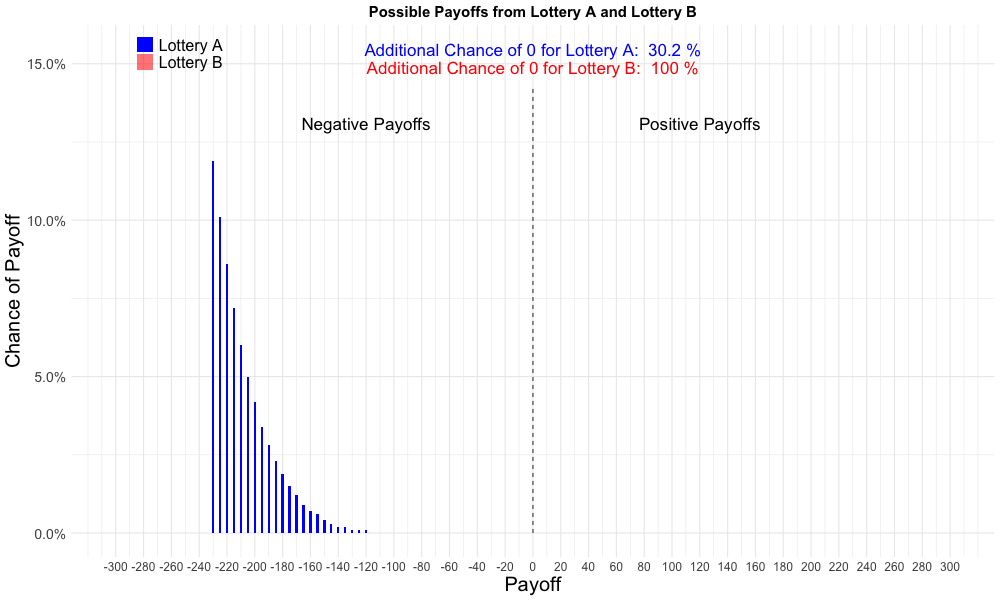 Possible Payoffs from Lottery A and Lottery B
Lottery A
Lottery B
Additional Chance of 0 for Lottery A:  30.2 %
Additional Chance of 0 for Lottery B:  100 %
Negative Payoffs
Positive Payoffs
Chance of Payoff
15.0%
10.0%
5.0%
0.0%
-300 -280 -260 -240 -220 -200 -180 -160 -140 -120 -100 -80 -60 -40 -20 0 20 40 60 80 100 120 140 160 180 200 220 240 260 280 300
Payoff